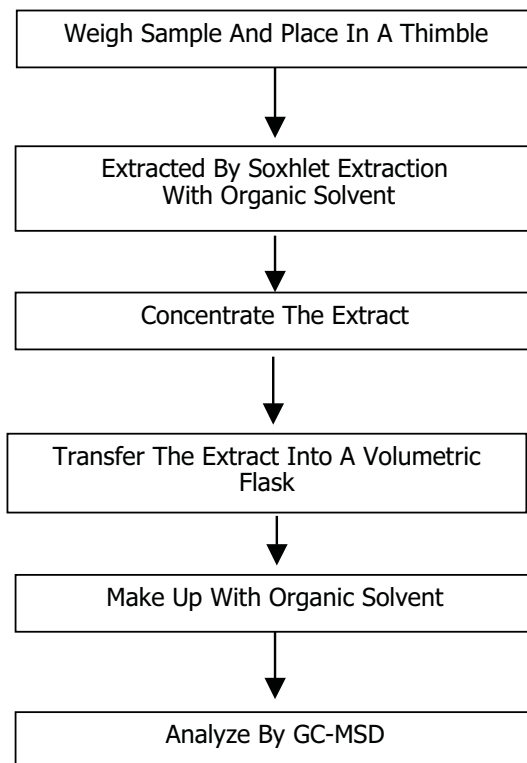 Weigh Sample And Place In A Thimble
Extracted By Soxhlet Extraction
With Organic Solvent
Concentrate The Extract
Transfer The Extract Into A Volumetric
Flask
Make Up With Organic Solvent
Analyze By GC-MSD